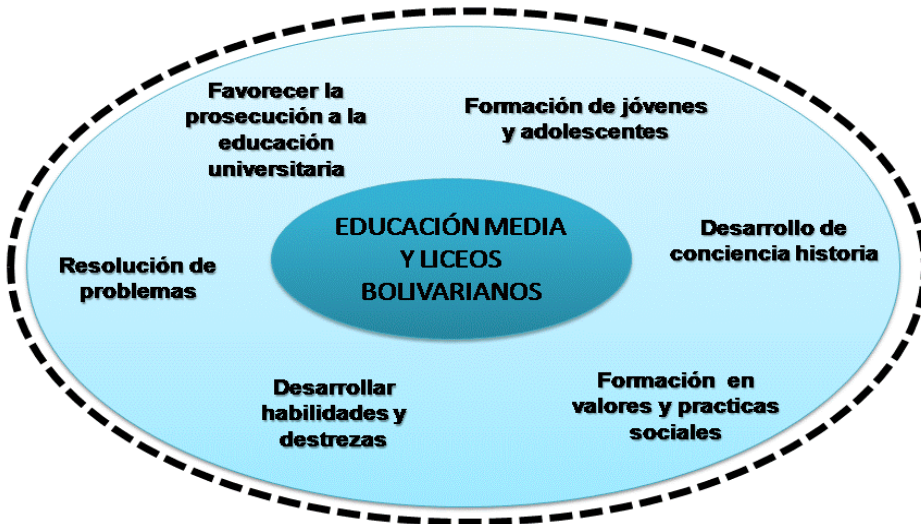 Favorecer la
prosecución a la
educación
universitaria
Formación de jóvenes
y adolescentes
EDUCACIÓN MEDIA
Y LICEOS
BOLIVARIANOS
Desarrollo de
conciencia historia
Resolución de
problemas
Desarrollar
habilidades y
destrezas
Formación en
valores y practicas
sociales